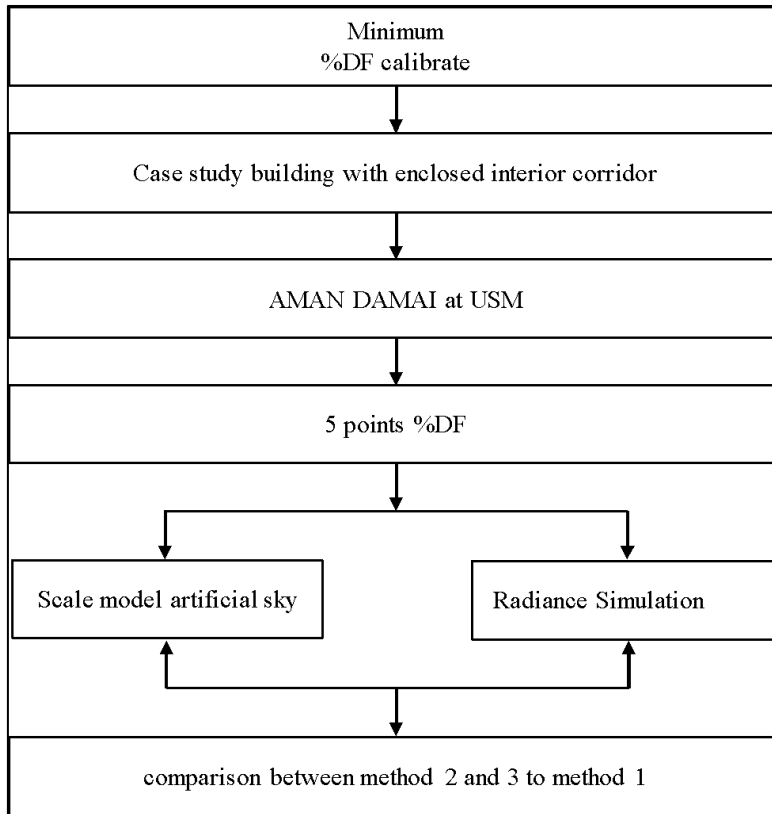 Minimum
%DF calibrate
Case study building with enclosed interior corridor
AMAN DAMAI at USM
5 points %DF
Scale model artificial sky
Radiance Simulation
comparison between method 2 and 3 to method 1